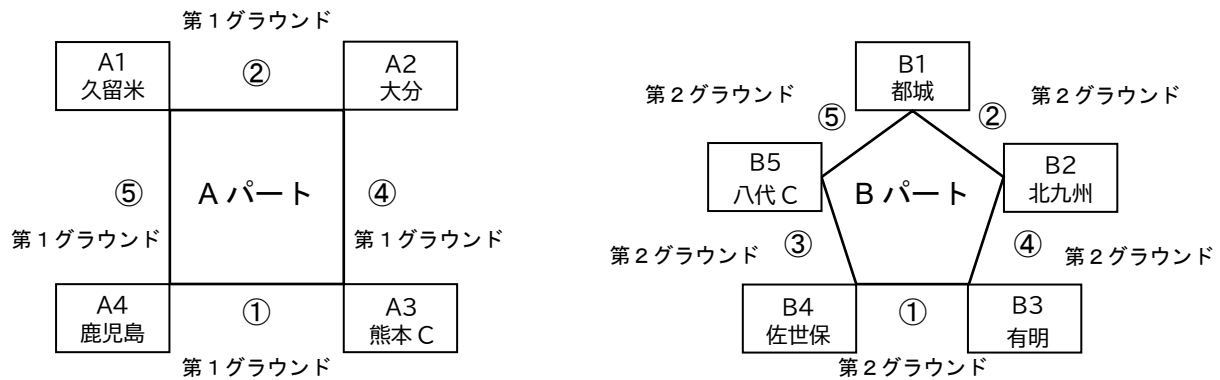 第１グラウンド
A1
久留米
②
A2
大分
⑤
A パート
④
第１グラウンド
第１グラウンド
A4
鹿児島
①
A3
熊本 C
第１グラウンド
B1
都城
第２グラウンド
⑤
②
第２グラウンド
B5
八代 C
B パート
B2
北九州
第２グラウンド
③
④
第２グラウンド
B4
佐世保
①
B3
有明
第２グラウンド